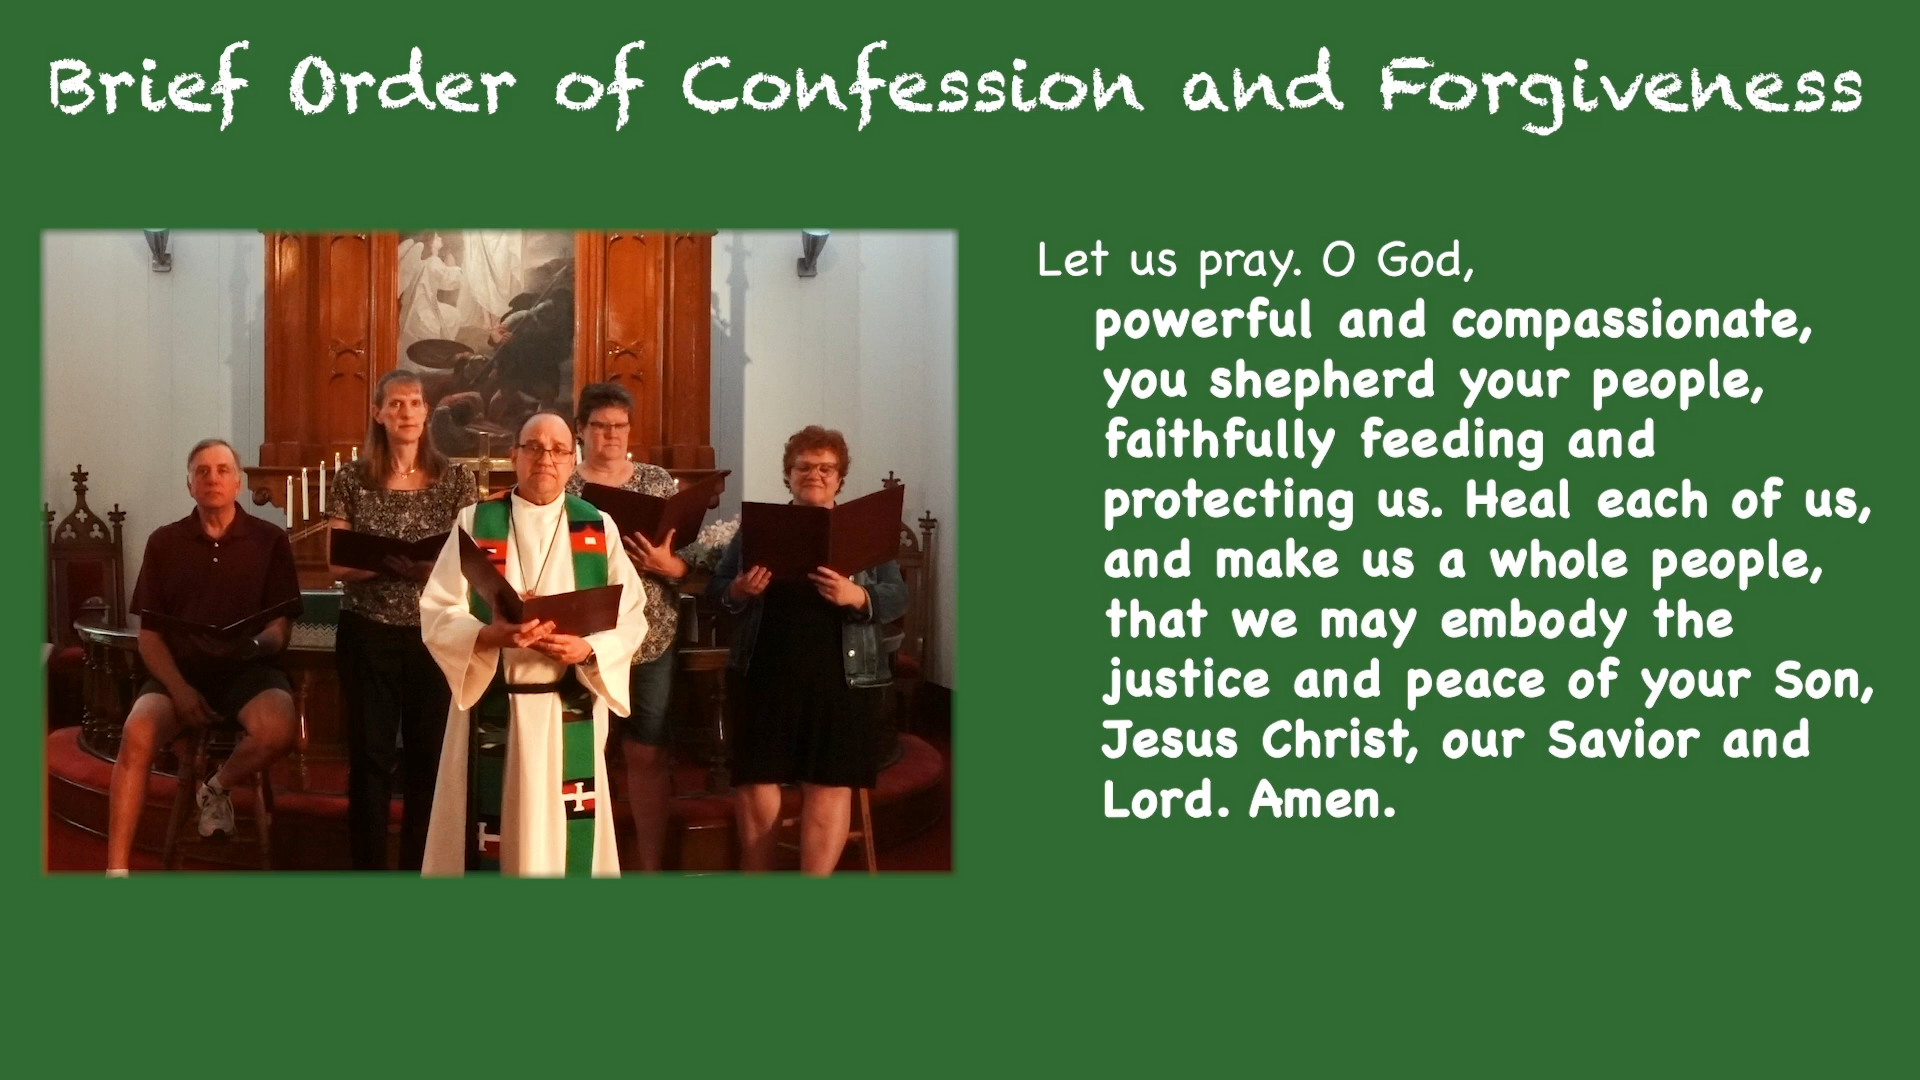 Brief Order of Confession and Forgiveness
Let us pray. O God,
powerful and compassionate,
you shepherd your people,
faithfully feeding and
protecting us. Heal each of us,
and make us a whole people,
that we may embody the
justice and peace of your Son,
Jesus Christ, our Savior and
Lord. Amen.